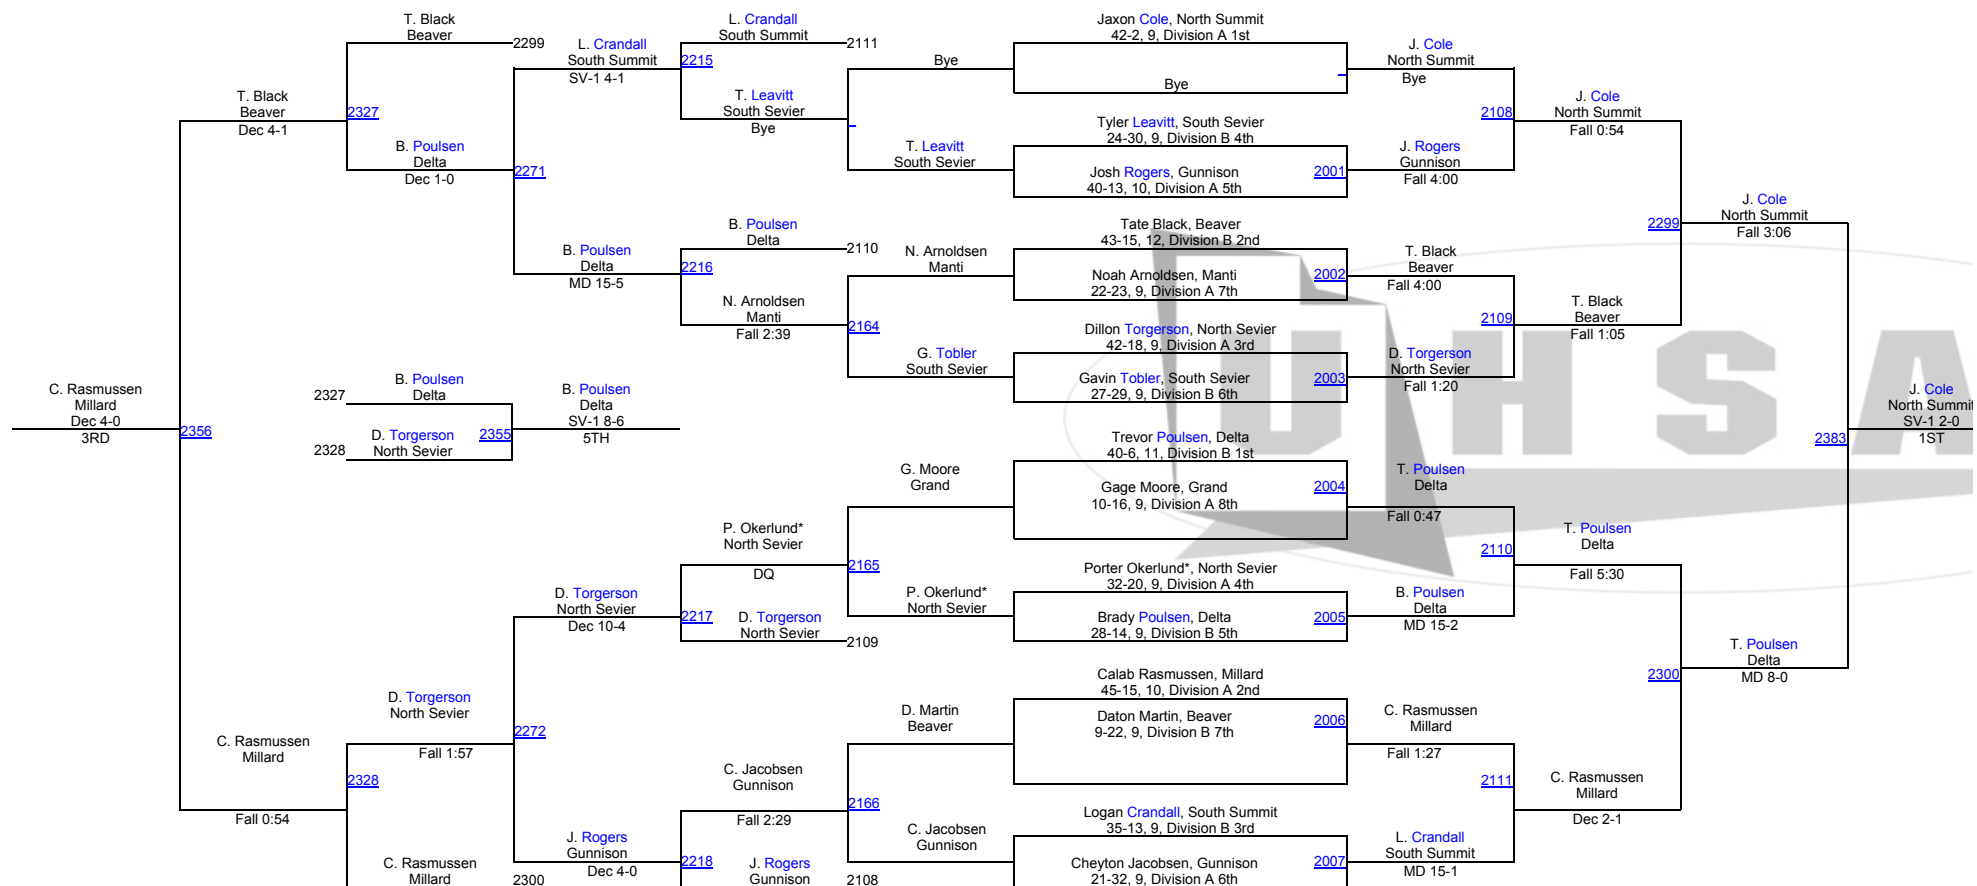 T. Black
Beaver
2299
L. Crandall
South Summit
SV-1 4-1
L. Crandall
South Summit
2111
2215
T. Leavitt
South Sevier
Bye
Bye
Jaxon Cole, North Summit
42-2, 9, Division A 1st
Bye
J. Cole
North Summit
Bye
T. Black
Beaver
Dec 4-1
2327
B. Poulsen
Delta
Dec 1-0
2271
T. Leavitt
South Sevier
Tyler Leavitt, South Sevier
24-30, 9, Division B 4th
Josh Rogers, Gunnison
40-13, 10, Division A 5th
2001
J. Rogers
Gunnison
Fall 4:00
2108
J. Cole
North Summit
Fall 0:54
B. Poulsen
Delta
MD 15-5
B. Poulsen
Delta
2110
2216
N. Arnoldsen
Manti
Fall 2:39
N. Arnoldsen
Manti
2164
G. Tobler
South Sevier
Tate Black, Beaver
43-15, 12, Division B 2nd
Noah Arnoldsen, Manti
22-23, 9, Division A 7th
2002
T. Black
Beaver
Fall 4:00
Dillon Torgerson, North Sevier
42-18, 9, Division A 3rd
Gavin Tobler, South Sevier
27-29, 9, Division B 6th
2003
D. Torgerson
North Sevier
Fall 1:20
2109
T. Black
Beaver
Fall 1:05
2299
J. Cole
North Summit
Fall 3:06
UHSA
C. Rasmussen
Millard
Dec 4-0
3RD
2356
2327
B. Poulsen
Delta
2328
D. Torgerson
North Sevier
2355
B. Poulsen
Delta
SV-1 8-6
5TH
2383
J. Cole
North Summit
SV-1 2-0
1ST
G. Moore
Grand
Trevor Poulsen, Delta
40-6, 11, Division B 1st
Gage Moore, Grand
10-16, 9, Division A 8th
2004
T. Poulsen
Delta
Fall 0:47
P. Okerlund*
North Sevier
DQ
2165
P. Okerlund*
North Sevier
Porter Okerlund*, North Sevier
32-20, 9, Division A 4th
Brady Poulsen, Delta
28-14, 9, Division B 5th
2005
B. Poulsen
Delta
MD 15-2
2110
T. Poulsen
Delta
Fall 5:30
D. Torgerson
North Sevier
Dec 10-4
2217
D. Torgerson
North Sevier
2109
2300
T. Poulsen
Delta
MD 8-0
D. Torgerson
North Sevier
Fall 1:57
2272
D. Martin
Beaver
Calab Rasmussen, Millard
45-15, 10, Division A 2nd
Daton Martin, Beaver
9-22, 9, Division B 7th
2006
C. Rasmussen
Millard
Fall 1:27
C. Rasmussen
Millard
Fall 0:54
2328
C. Jacobsen
Gunnison
Fall 2:29
2166
C. Jacobsen
Gunnison
Logan Crandall, South Summit
35-13, 9, Division B 3rd
Cheyton Jacobsen, Gunnison
21-32, 9, Division A 6th
2007
L. Crandall
South Summit
MD 15-1
2111
C. Rasmussen
Millard
Dec 2-1
C. Rasmussen
Millard
2300
J. Rogers
Gunnison
Dec 4-0
2218
J. Rogers
Gunnison
2108